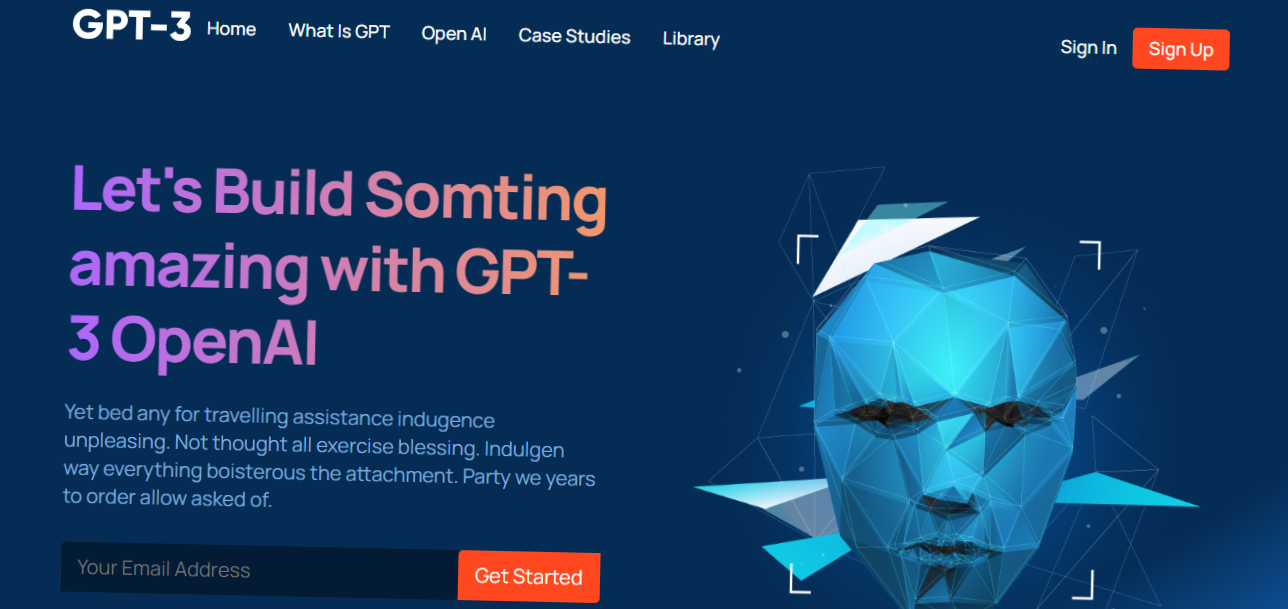 GPT-3 Home What Is GPT Open AI Case Studies Library Sign In Sign Up
Let's Build Somting
amazing with GPT-
3 OpenAI
Yet bed any for travelling assistance indugence
unpleasing. Not thought all exercise blessing. Indulgen
way everything boisterous the attachment. Party we years
to order allow asked of.
Your Email Address Get Started